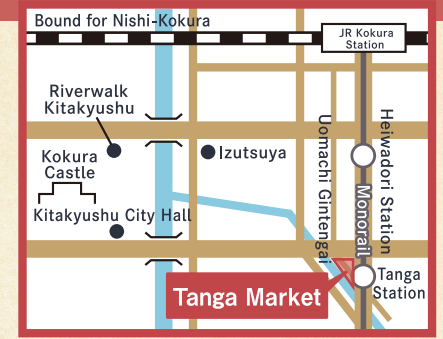 Bound for Nishi-Kokura
JR Kokura
Station
Riverwalk
Kitakyushu
Izutsuya
Kokura
Castle
Kitakyushu City Hall
Uomachi Gintengai
Monorail
Heiwadori Station
Tanga
Station
Tanga Market